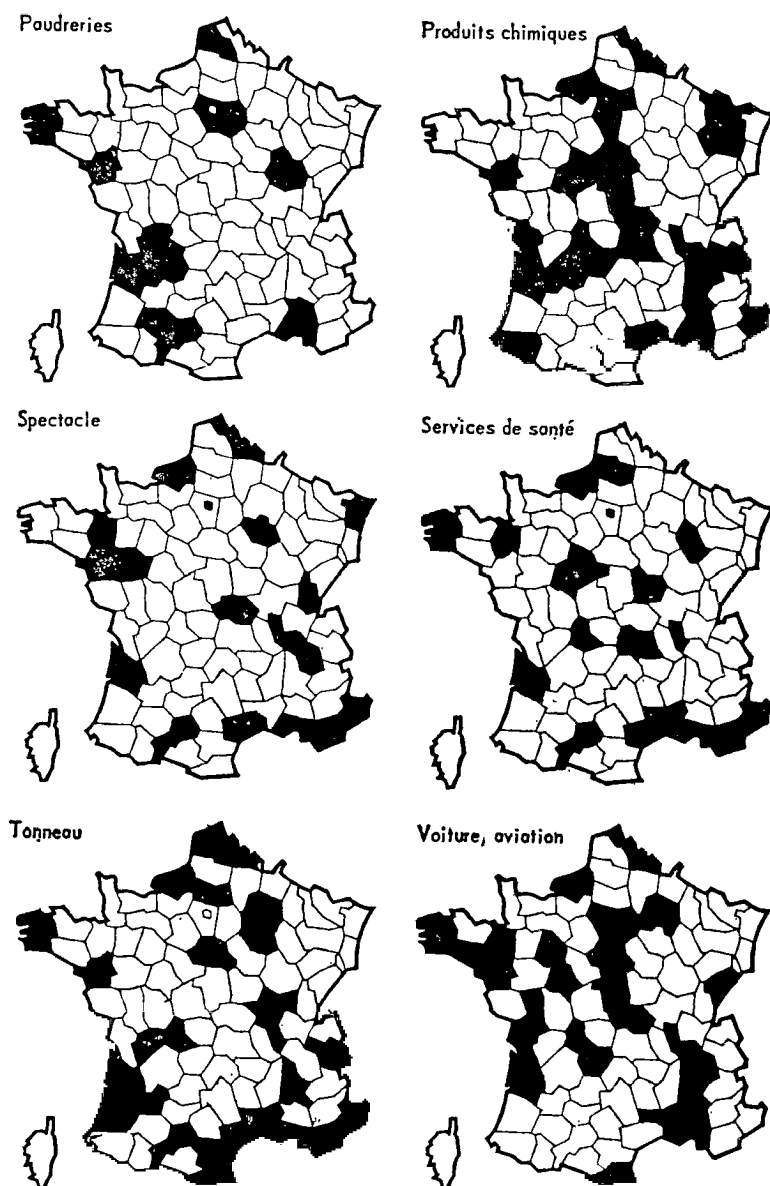 Poudreries
Produits chimiques
Spectacle
Services de santé
Tonneau
Voiture, aviation